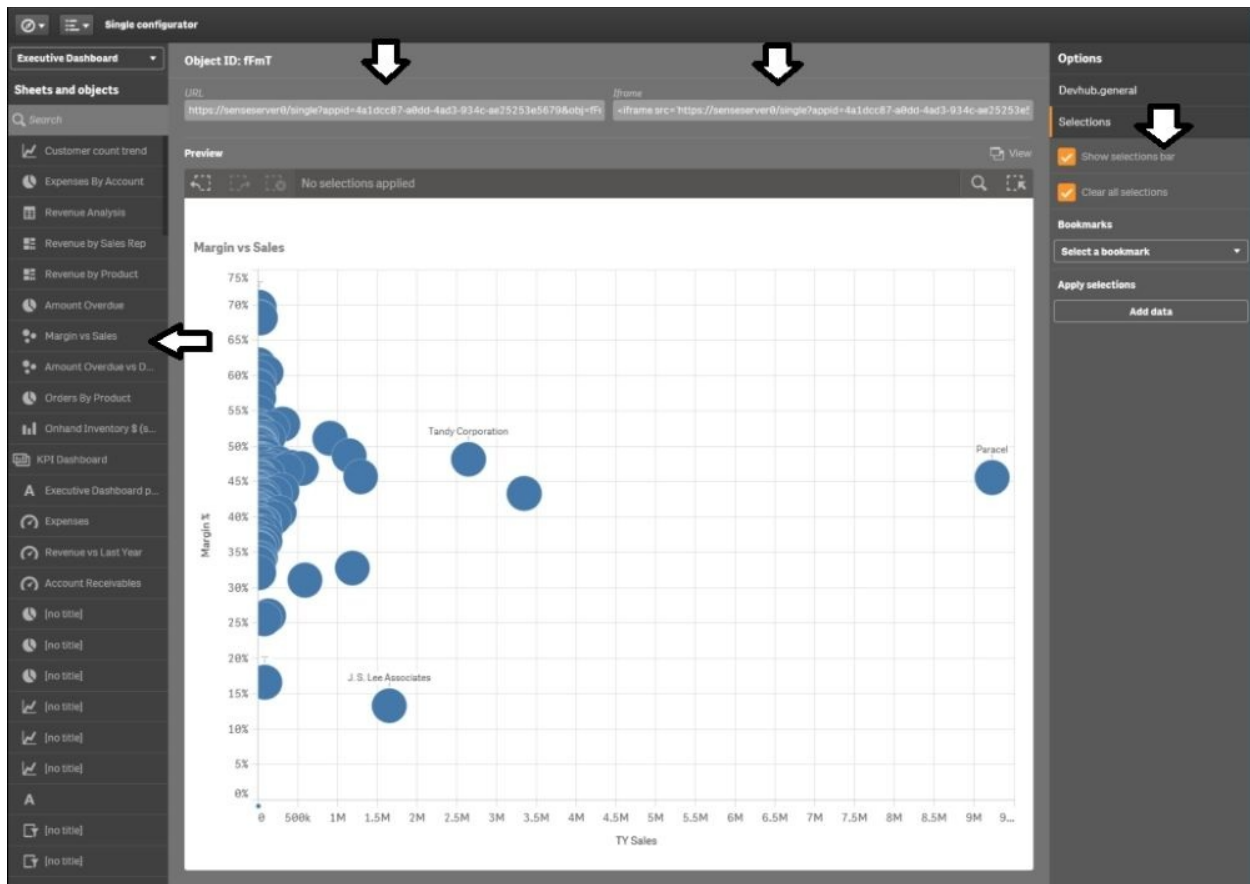 Single configurator
Executive Dashboard
Sheets and objects
Search
Customer count trend
Expenses By Account
Revenue Analysis
Revenue by Sales Rep
Revenue by Product
Amount Overdue
Margin vs Sales
Amount Overdue vs D...
Orders By Product
Onhand Inventory $ (s...
KPI Dashboard
A Executive Dashboard p...
Expenses
Revenue vs Last Year
Account Receivables
[no title]
[no title]
[no title]
[no title]
[no title]
[no title]
A
[no title]
[no title]
Object ID: fFmT
URL
https://senseserver0/single?appid=4a1dcc87-a0dd-4ad3-934c-ae25253e5679&obj=fF
Iframe
<iframe src='https://senseserver0/single?appid=4a1dcc87-a0dd-4ad3-934c-ae25253e5
Preview
View
No selections applied
Margin vs Sales
75%
70%
65%
60%
55%
50%
45%
40%
35%
30%
25%
20%
15%
10%
5%
0%
Margin %
Tandy Corporation
Paracel
J. S. Lee Associates
0 500k 1M 1.5M 2M 2.5M 3M 3.5M 4M 4.5M 5M 5.5M 6M 6.5M 7M 7.5M 8M 8.5M 9M 9...
TY Sales
Options
Devhub.general
Selections
Show selections bar
Clear all selections
Bookmarks
Select a bookmark
Apply selections
Add data